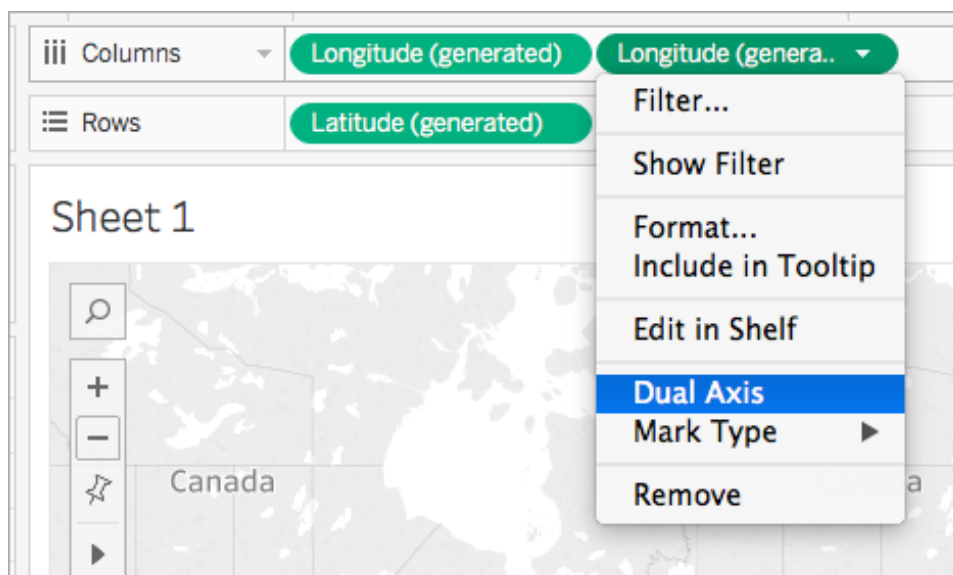 Columns
Longitude (generated)
Longitude (genera..
Rows
Latitude (generated)
Sheet 1
Canada
Filter...
Show Filter
Format...
Include in Tooltip
Edit in Shelf
Dual Axis
Mark Type
Remove